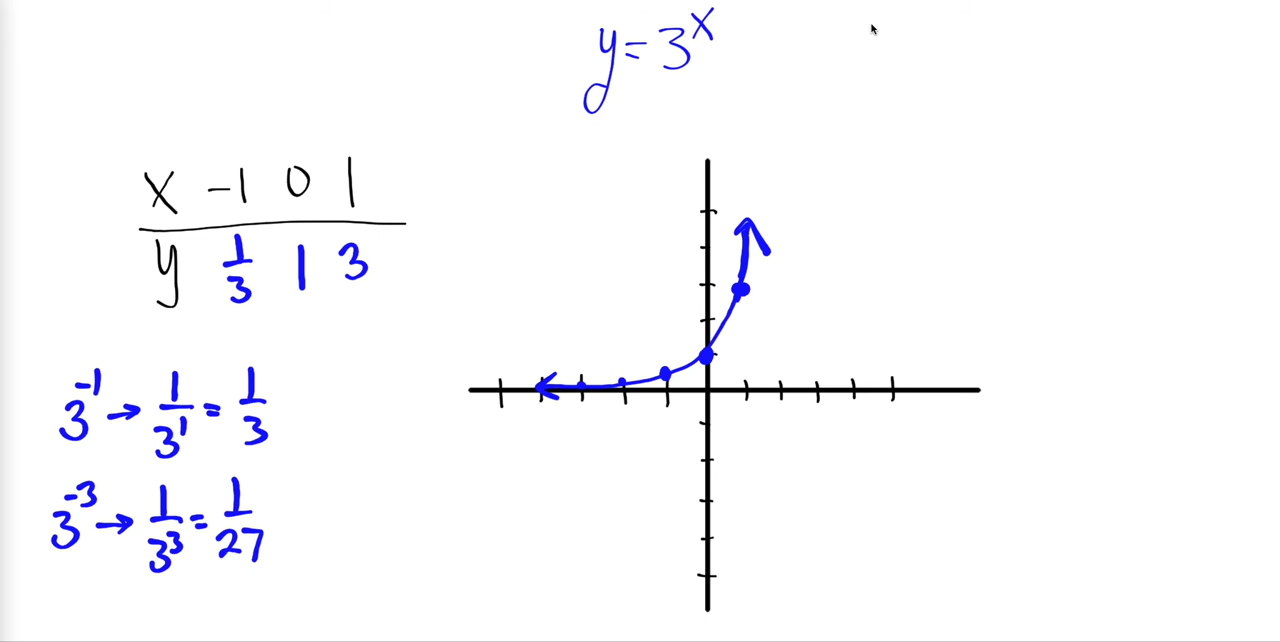 y = 3^x
x -1 0 1
y 1/3 1 3
3^-1 → 1/3^1 = 1/3
3^-3 → 1/3^3 = 1/27